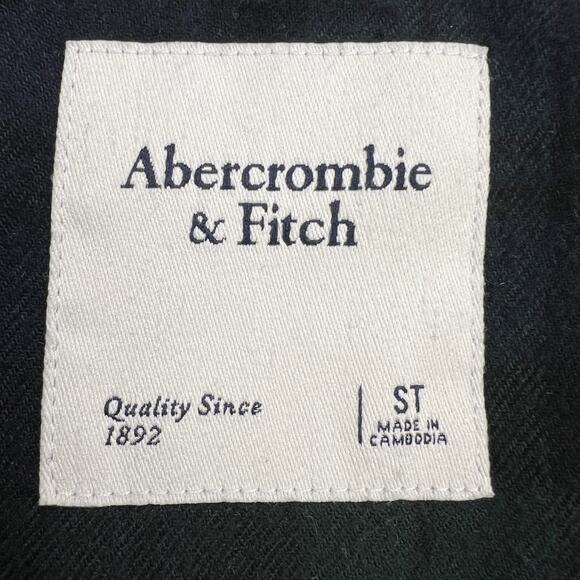 Abercrombie
& Fitch
Quality Since
1892
ST
MADE IN
CAMBODIA